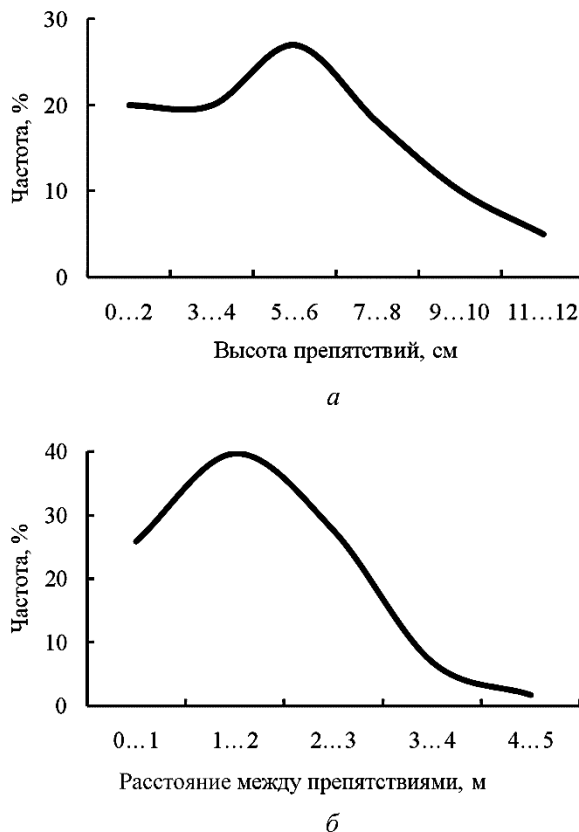 30
20
10
0
Частота, %
0...2 3...4 5...6 7...8 9...10 11...12
Высота препятствий, см
а
40
30
20
10
0
Частота, %
0...1 1...2 2...3 3...4 4...5
Расстояние между препятствиями, м
б